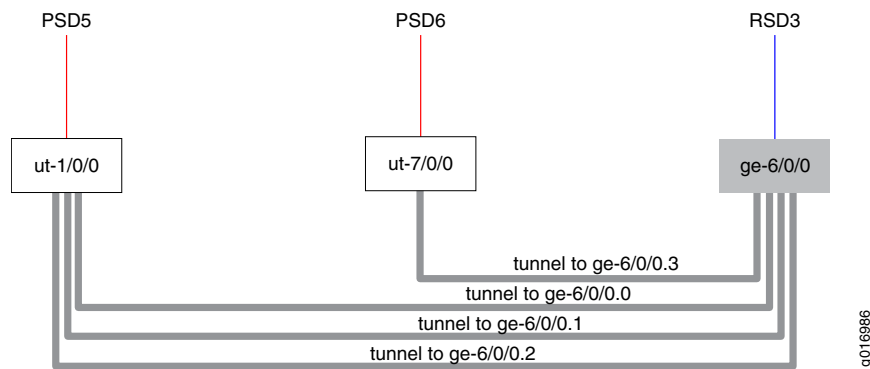 PSD5
PSD6
RSD3
ut-1/0/0
ut-7/0/0
ge-6/0/0
tunnel to ge-6/0/0.3
tunnel to ge-6/0/0.0
tunnel to ge-6/0/0.1
tunnel to ge-6/0/0.2
g016986